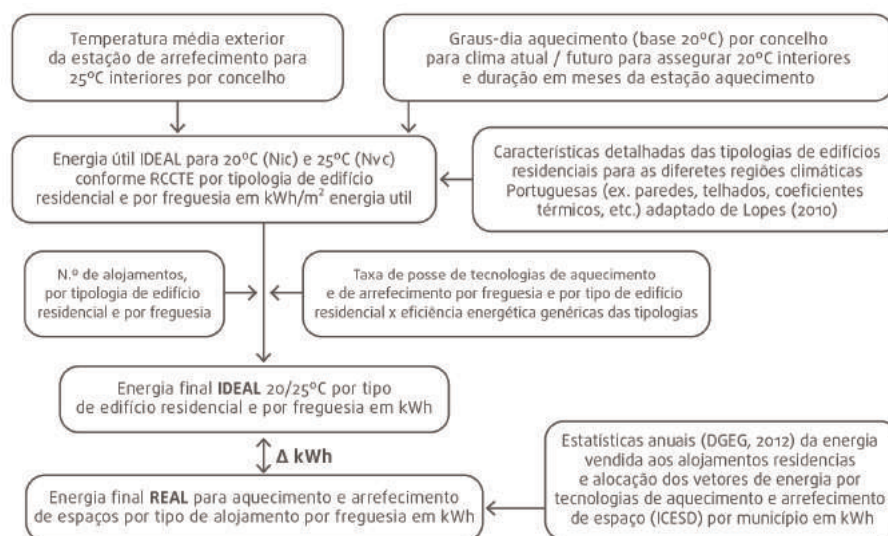 Temperatura média exterior
da estação de arrefecimento para
25ºC interiores por concelho
Graus-dia aquecimento (base 20ºC) por concelho
para clima atual / futuro para assegurar 20ºC interiores
e duração em meses da estação aquecimento
Energia útil IDEAL para 20ºC (Nic) e 25ºC (Nvc)
conforme RCCTE por tipologia de edifício
residencial e por freguesia em kWh/m² energia util
Características detalhadas das tipologias de edifícios
residenciais para as diferetes regiões climáticas
Portuguesas (ex. paredes, telhados, coeficientes
térmicos, etc.) adaptado de Lopes (2010)
N.º de alojamentos,
por tipologia de edifício
residencial e por freguesia
Taxa de posse de tecnologias de aquecimento
e de arrefecimento por freguesia e por tipo de edifício
residencial x eficiência energética genéricas das tipologias
Energia final IDEAL 20/25ºC por tipo
de edifício residencial e por freguesia em kWh
Δ kWh
Energia final REAL para aquecimento e arrefecimento
de espaços por tipo de alojamento por freguesia em kWh
Estatísticas anuais (DGEG, 2012) da energia
vendida aos alojamentos residencias
e alocação dos vetores de energia por
tecnologias de aquecimento e arrefecimento
de espaço (ICESD) por município em kWh